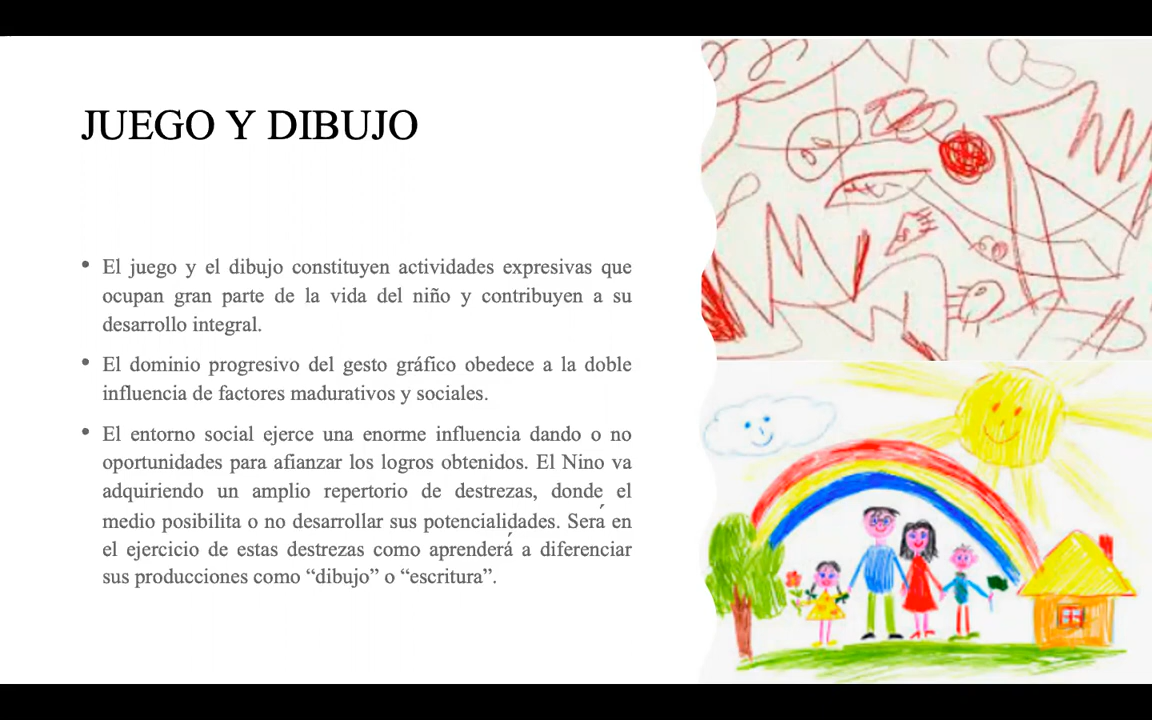 JUEGO Y DIBUJO
• El juego y el dibujo constituyen actividades expresivas que
ocupan gran parte de la vida del niño y contribuyen a su
desarrollo integral.
• El dominio progresivo del gesto gráfico obedece a la doble
influencia de factores madurativos y sociales.
• El entorno social ejerce una enorme influencia dando o no
oportunidades para afianzar los logros obtenidos. El Nino va
adquiriendo un amplio repertorio de destrezas, donde el
medio posibilita o no desarrollar sus potencialidades. Será en
el ejercicio de estas destrezas como aprenderá a diferenciar
sus producciones como “dibujo” o “escritura”.